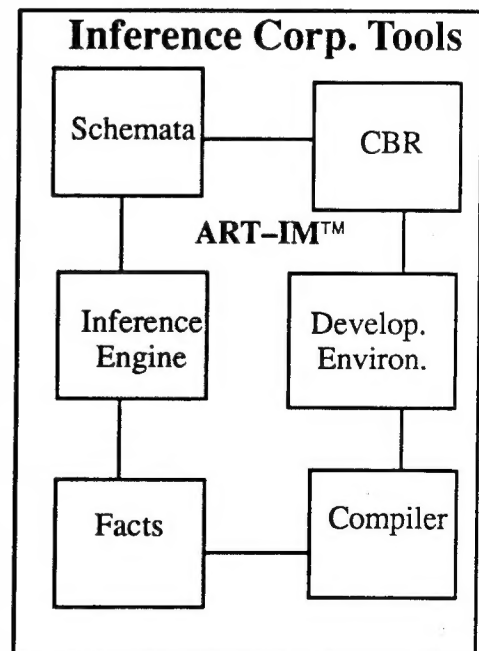 Inference Corp. Tools
Schemata
CBR
ART–IM™
Inference
Engine
Develop.
Environ.
Facts
Compiler